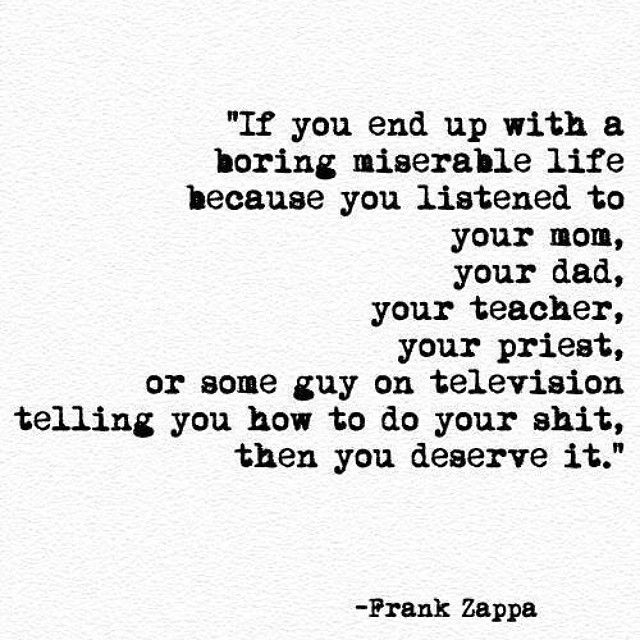 "If you end up with a
boring miserable life
because you listened to
your mom,
your dad,
your teacher,
your priest,
or some guy on television
telling you how to do your shit,
then you deserve it."
-Frank Zappa